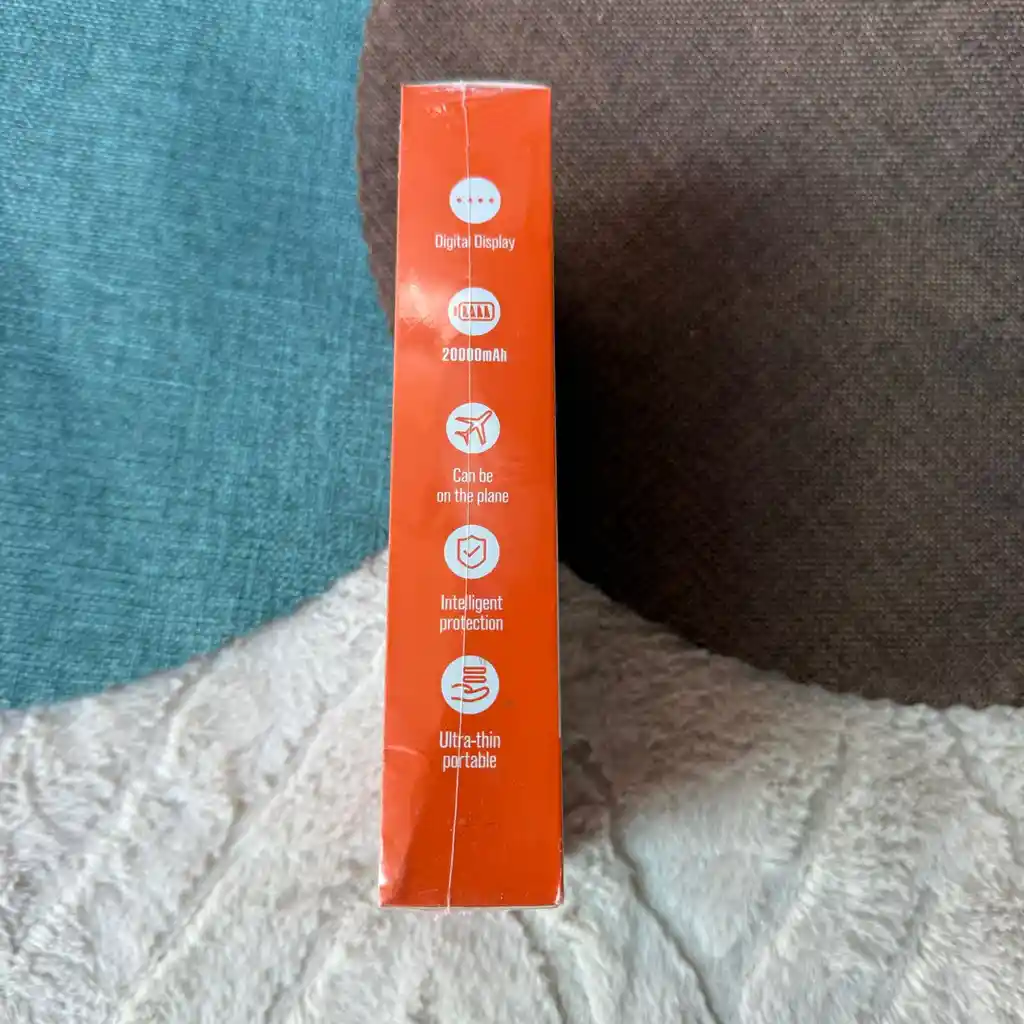 Digital Display
20000mAh
Can be
on the plane
Intelligent
protection
Ultra-thin
portable